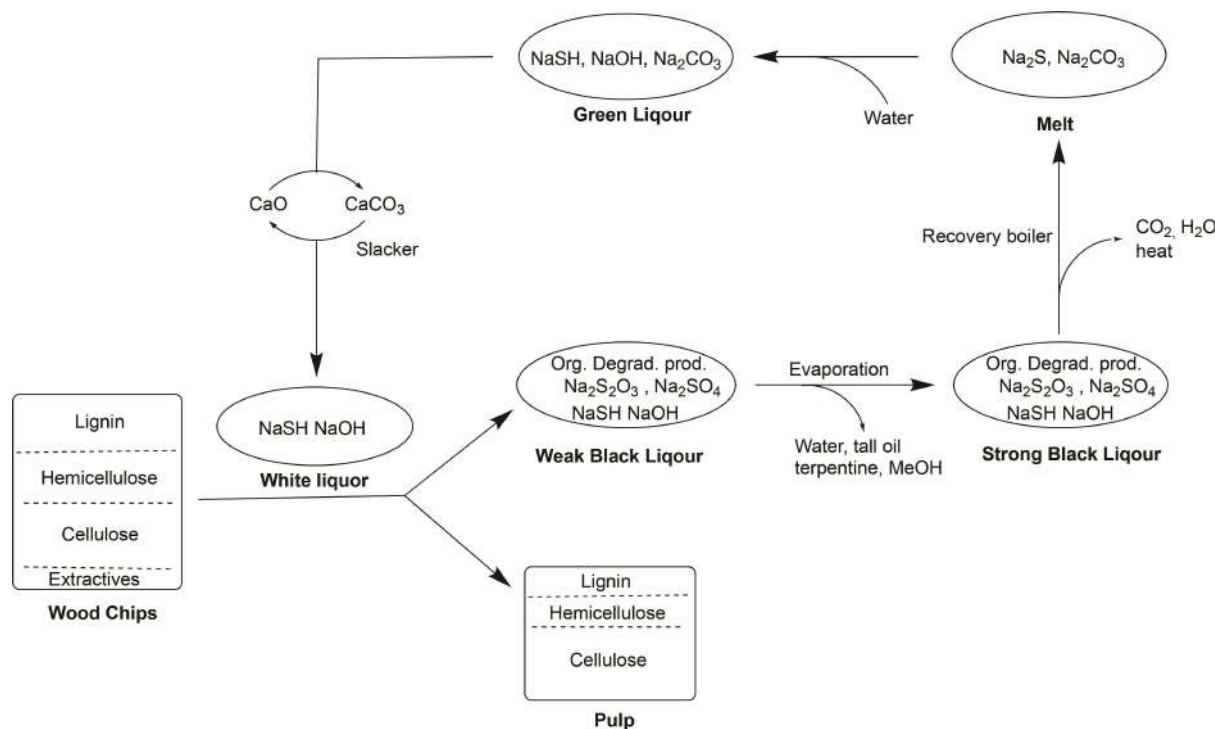 NaSH, NaOH, Na₂CO₃
Green Liqour
Water
Na₂S, Na₂CO₃
Melt
CaO
CaCO₃
Slacker
Recovery boiler
CO₂, H₂O
heat
NaSH NaOH
White liquor
Org. Degrad. prod.
Na₂S₂O₃ , Na₂SO₄
NaSH NaOH
Weak Black Liqour
Evaporation
Water, tall oil
terpentine, MeOH
Org. Degrad. prod.
Na₂S₂O₃ , Na₂SO₄
NaSH NaOH
Strong Black Liqour
Lignin
Hemicellulose
Cellulose
Extractives
Wood Chips
Lignin
Hemicellulose
Cellulose
Pulp